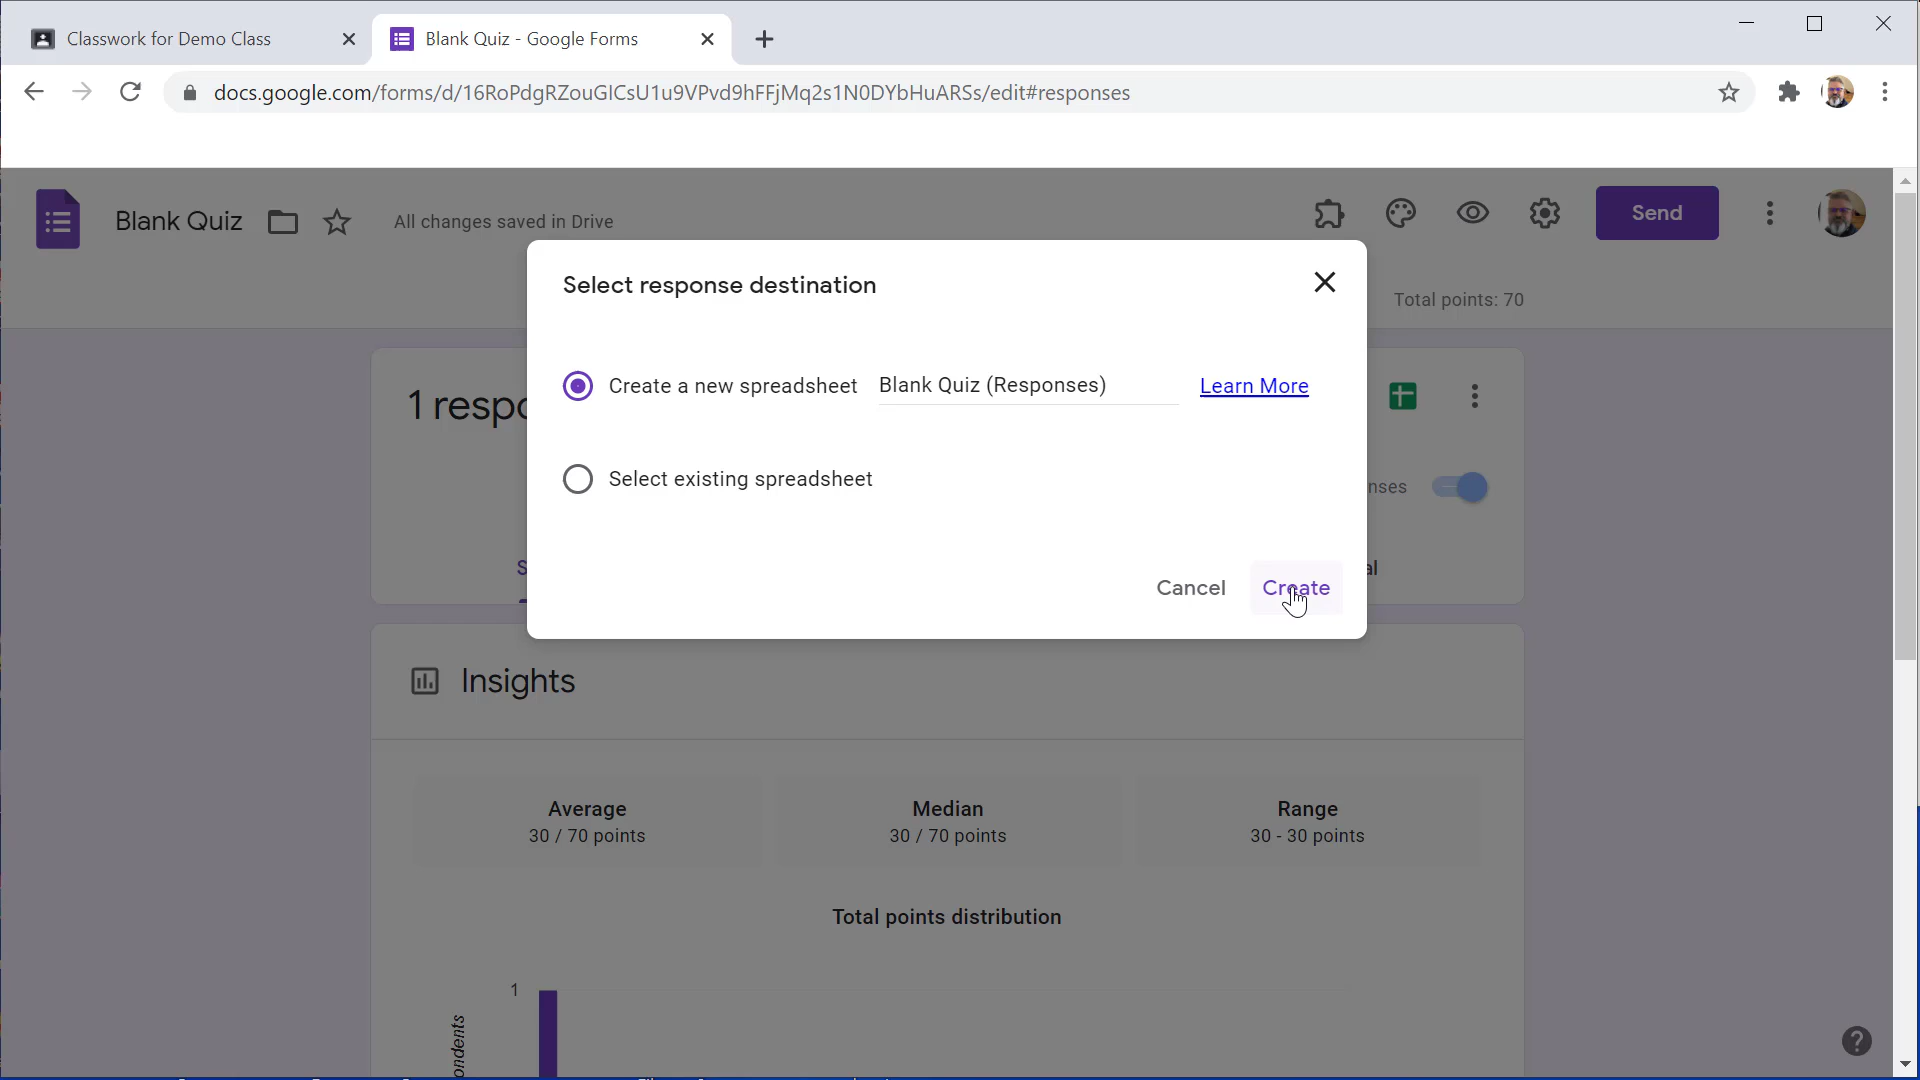 Classwork for Demo Class
Blank Quiz - Google Forms
docs.google.com/forms/d/16RoPdgRZouGlCsU1u9VPvd9hFFjMq2s1N0DYbHuARSs/edit#responses
Blank Quiz
All changes saved in Drive
Send
Select response destination
Total points: 70
Create a new spreadsheet
Blank Quiz (Responses)
Learn More
1 respo
Select existing spreadsheet
nses
S
al
Cancel
Create
Insights
Average
Median
Range
30 / 70 points
30 / 70 points
30 - 30 points
Total points distribution
1
ondents